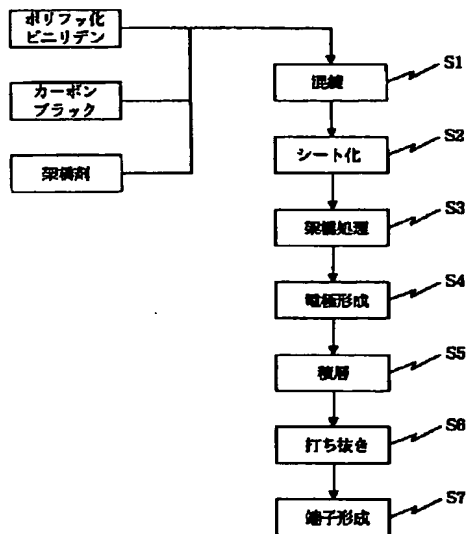 ポリフッ化
ビニリデン
カーボン
ブラック
架橋剤
混練
S1
シート化
S2
架橋処理
S3
電極形成
S4
積層
S5
打ち抜き
S6
端子形成
S7